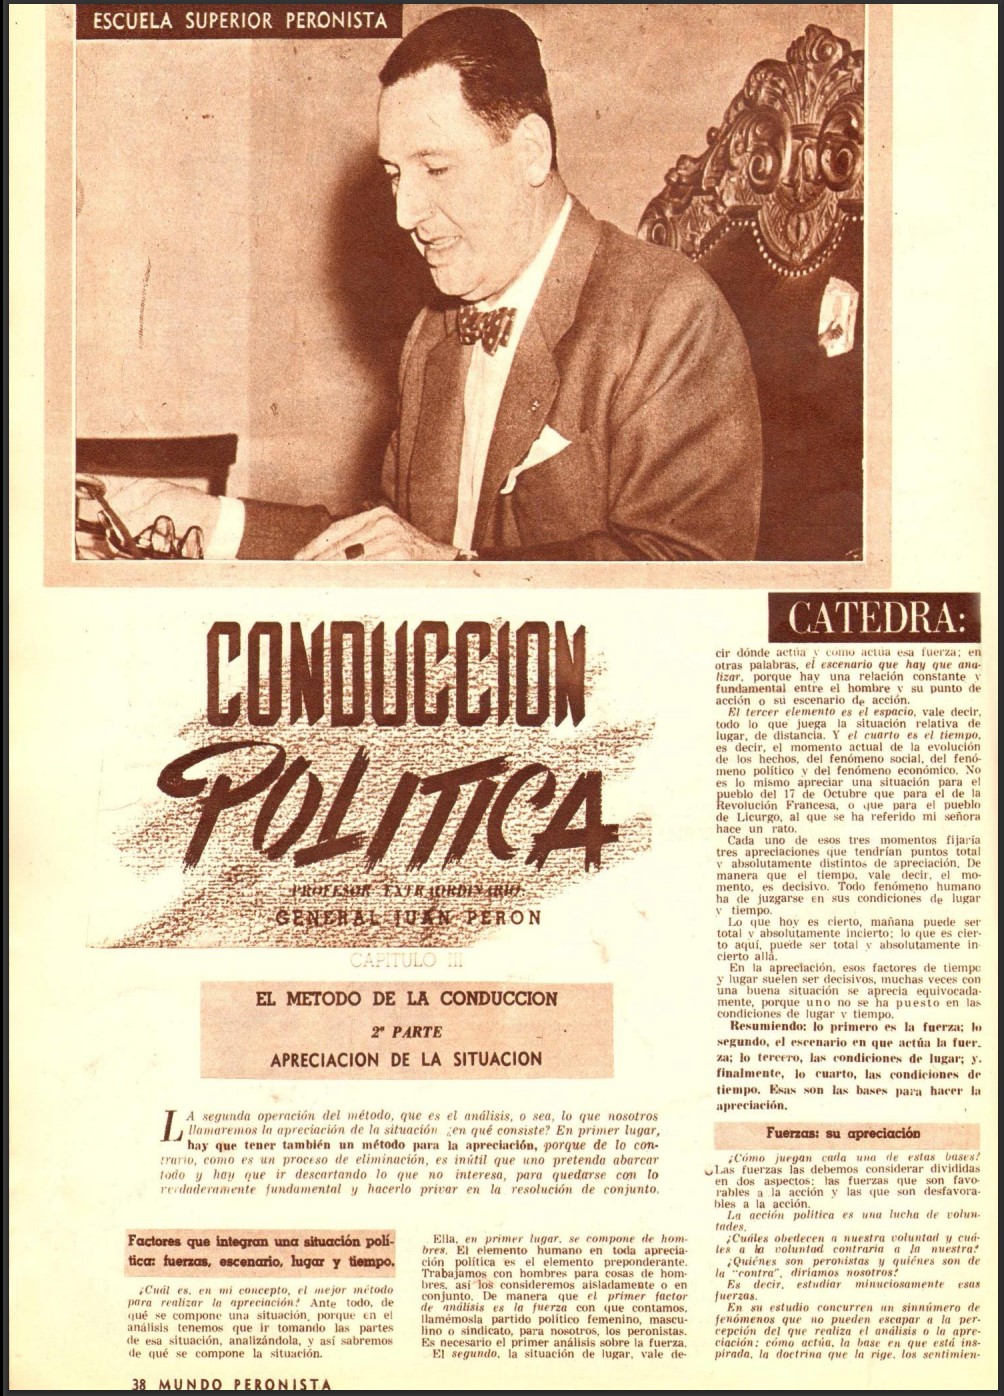 ESCUELA SUPERIOR PERONISTA
CONDUCCION
POLITICA
PROFESOR EXTRAORDINARIO:
GENERAL JUAN PERON
CAPITULO III
EL METODO DE LA CONDUCCION
2ª PARTE
APRECIACION DE LA SITUACION
LA segunda operación del método, que es el análisis, o sea, lo que nosotros
llamaremos la apreciación de la situación ¿en qué consiste? En primer lugar,
hay que tener también un método para la apreciación, porque de lo con-
trario, como es un proceso de eliminación, es inútil que uno pretenda abarcar
todo y hay que ir descartando lo que no interesa, para quedarse con lo
verdaderamente fundamental y hacerlo privar en la resolución de conjunto.
Factores que integran una situación polí-
tica: fuerzas, escenario, lugar y tiempo.
¿Cuál es, en mi concepto, el mejor método
para realizar la apreciación? Ante todo, de
qué se compone una situación, porque en el
análisis tenemos que ir tomando las partes
de esa situación, analizándola, y así sabremos
de qué se compone la situación.
Ella, en primer lugar, se compone de hom-
bres. El elemento humano en toda aprecia-
ción política es el elemento preponderante.
Trabajamos con hombres para cosas de hom-
bres, así los consideremos aisladamente o en
conjunto. De manera que el primer factor
de análisis es la fuerza con que contamos,
llamémosla partido político femenino, mascu-
lino o sindicato, para nosotros, los peronistas.
Es necesario el primer análisis sobre la fuerza.
El segundo, la situación de lugar, vale de-
CATEDRA:
cir dónde actúa y cómo actúa esa fuerza; en
otras palabras, el escenario que hay que ana-
lizar, porque hay una relación constante y
fundamental entre el hombre y su punto de
acción o su escenario de acción.
El tercer elemento es el espacio, vale decir,
todo lo que juega la situación relativa de
lugar, de distancia. Y el cuarto es el tiempo,
es decir, el momento actual de la evolución
de los hechos, del fenómeno social, del fenó-
meno político y del fenómeno económico. No
es lo mismo apreciar una situación para el
pueblo del 17 de Octubre que para el de la
Revolución Francesa, o que para el pueblo
de Licurgo, al que se ha referido mi señora
hace un rato.
Cada uno de esos tres momentos fijaría
tres apreciaciones que tendrían puntos total
y absolutamente distintos de apreciación. De
manera que el tiempo, vale decir, el mo-
mento, es decisivo. Todo fenómeno humano
ha de juzgarse en sus condiciones de lugar
y tiempo.
Lo que hoy es cierto, mañana puede ser
total y absolutamente incierto; lo que es cier-
to aquí, puede ser total y absolutamente in-
cierto allá.
En la apreciación, esos factores de tiempo
y lugar suelen ser decisivos, muchas veces con
una buena situación se aprecia equivocada-
mente, porque uno no se ha puesto en las
condiciones de lugar y tiempo.
Resumiendo: lo primero es la fuerza; lo
segundo, el escenario en que actúa la fuer-
za; lo tercero, las condiciones de lugar; y,
finalmente, lo cuarto, las condiciones de
tiempo. Esas son las bases para hacer la
apreciación.
Fuerzas: su apreciación
¿Cómo juegan cada una de estas bases?
Las fuerzas las debemos considerar divididas
en dos aspectos: las fuerzas que son favo-
rables a la acción y las que son desfavora-
bles a la acción.
La acción política es una lucha de volun-
tades.
¿Cuáles obedecen a nuestra voluntad y cuá-
les a la voluntad contraria a la nuestra?
¿Quiénes son peronistas y quiénes son de
la "contra", diríamos nosotros?
Es decir, estudiar minuciosamente esas
fuerzas.
En su estudio concurren un sinnúmero de
fenómenos que no pueden escapar a la per-
cepción del que realiza el análisis o la apre-
ciación: cómo actúa, la base en que está ins-
pirada, la doctrina que la rige, los sentimien-
38 MUNDO PERONISTA